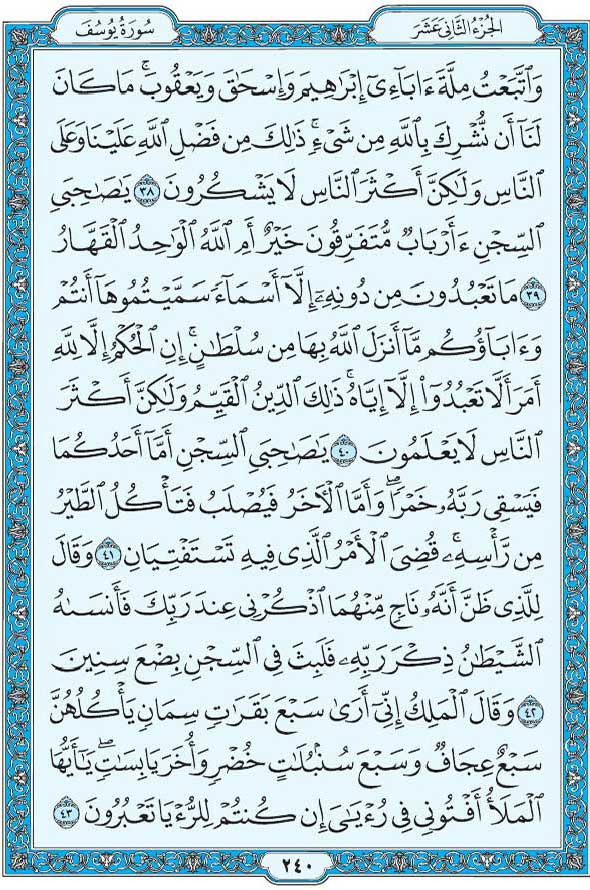 الجُزْءُ الثَّانِي عَشَرَ
سُورَةُ يُوسُفَ
وَٱتَّبَعۡتُ مِلَّةَ ءَابَآءِيٓ إِبۡرَٰهِيمَ وَإِسۡحَٰقَ وَيَعۡقُوبَۚ مَا كَانَ
لَنَآ أَن نُّشۡرِكَ بِٱللَّهِ مِن شَيۡءٖۚ ذَٰلِكَ مِن فَضۡلِ ٱللَّهِ عَلَيۡنَا وَعَلَى
ٱلنَّاسِ وَلَٰكِنَّ أَكۡثَرَ ٱلنَّاسِ لَا يَشۡكُرُونَ ٣٨ يَٰصَٰحِبَيِ
ٱلسِّجۡنِ ءَأَرۡبَابٞ مُّتَفَرِّقُونَ خَيۡرٌ أَمِ ٱللَّهُ ٱلۡوَٰحِدُ ٱلۡقَهَّارُ
٣٩ مَا تَعۡبُدُونَ مِن دُونِهِۦٓ إِلَّآ أَسۡمَآءٗ سَمَّيۡتُمُوهَآ أَنتُمۡ
وَءَابَآؤُكُم مَّآ أَنزَلَ ٱللَّهُ بِهَا مِن سُلۡطَٰنٍۚ إِنِ ٱلۡحُكۡمُ إِلَّا لِلَّهِ
أَمَرَ أَلَّا تَعۡبُدُوٓاْ إِلَّآ إِيَّاهُۚ ذَٰلِكَ ٱلدِّينُ ٱلۡقَيِّمُ وَلَٰكِنَّ أَكۡثَرَ
ٱلنَّاسِ لَا يَعۡلَمُونَ ٤٠ يَٰصَٰحِبَيِ ٱلسِّجۡنِ أَمَّآ أَحَدُكُمَا
فَيَسۡقِي رَبَّهُۥ خَمۡرٗاۖ وَأَمَّا ٱلۡأٓخَرُ فَيُصۡلَبُ فَتَأۡكُلُ ٱلطَّيۡرُ
مِن رَّأۡسِهِۦۚ قُضِيَ ٱلۡأَمۡرُ ٱلَّذِي فِيهِ تَسۡتَفۡتِيَانِ ٤١ وَقَالَ
لِلَّذِي ظَنَّ أَنَّهُۥ نَاجٖ مِّنۡهُمَا ٱذۡكُرۡنِي عِندَ رَبِّكَ فَأَنسَىٰهُ
ٱلشَّيۡطَٰنُ ذِكۡرَ رَبِّهِۦ فَلَبِثَ فِي ٱلسِّجۡنِ بِضۡعَ سِنِينَ
٤٢ وَقَالَ ٱلۡمَلِكُ إِنِّيٓ أَرَىٰ سَبۡعَ بَقَرَٰتٖ سِمَانٖ يَأۡكُلُهُنَّ
سَبۡعٌ عِجَافٞ وَسَبۡعَ سُنۢبُلَٰتٍ خُضۡرٖ وَأُخَرَ يَابِسَٰتٖۖ يَٰٓأَيُّهَا
ٱلۡمَلَأُ أَفۡتُونِي فِي رُءۡيَٰيَ إِن كُنتُمۡ لِلرُّءۡيَا تَعۡبُرُونَ ٤٣
٢٤٠